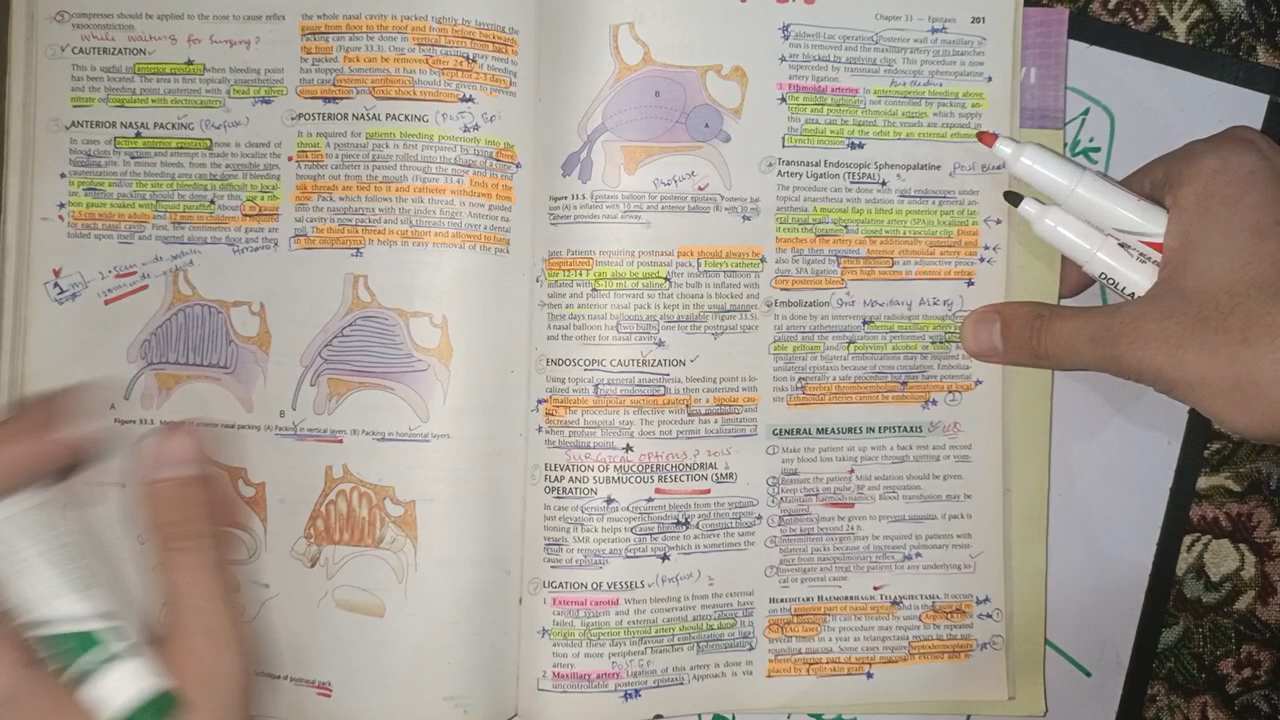 compresses should be applied to the nose to cause reflex
vasoconstriction.
while waiting for surgery?
CAUTERIZATION
This is useful in anterior epistaxis when bleeding point
has been located. The area is first topically anaesthetized
and the bleeding point cauterized with a bead of silver
nitrate or coagulated with electrocautery.
ANTERIOR NASAL PACKING (Profuse)
In cases of active anterior epistaxis, nose is cleared of
blood clots by suction and attempt is made to localize the
bleeding site. In minor bleeds, from the accessible sites,
cauterization of the bleeding area can be done. If bleeding
is profuse and/or the site of bleeding is difficult to local-
ize, anterior packing should be done. For this, use a rib-
bon gauze soaked with liquid paraffin. About 1 m gauze
(2.5 cm wide in adults and 12 mm in children) is required
for each nasal cavity. First, few centimetres of gauze are
folded upon itself and inserted along the floor and then
1m
A
B
Figure 33.3. Methods of anterior nasal packing. (A) Packing in vertical layers. (B) Packing in horizontal layers.
Technique of postnasal pack.
the whole nasal cavity is packed tightly by layering the
gauze from floor to the roof and from before backwards.
Packing can also be done in vertical layers from back to
the front (Figure 33.3). One or both cavities may need to
be packed. Pack can be removed after 24 h if bleeding
has stopped. Sometimes, it has to be kept for 2-3 days; in
that case, systemic antibiotics should be given to prevent
sinus infection and toxic shock syndrome.
POSTERIOR NASAL PACKING (Post) Epi
It is required for patients bleeding posteriorly into the
throat. A postnasal pack is first prepared by tying three
silk ties to a piece of gauze rolled into the shape of a cone.
A rubber catheter is passed through the nose and its end
brought out from the mouth (Figure 33.4). Ends of the
silk threads are tied to it and catheter withdrawn from
nose. Pack, which follows the silk thread, is now guided
into the nasopharynx with the index finger. Anterior na-
sal cavity is now packed and silk threads tied over a dental
roll. The third silk thread is cut short and allowed to hang
in the oropharynx. It helps in easy removal of the pack
B
A
Profuse
Figure 33.5. Epistaxis balloon for posterior epistaxis. Posterior bal-
loon (A) is inflated with 10 mL and anterior balloon (B) with 30 mL.
Catheter provides nasal airway.
later. Patients requiring postnasal pack should always be
hospitalized. Instead of postnasal pack, a Foley's catheter
size 12-14 F can also be used. After insertion balloon is
inflated with 5-10 mL of saline. The bulb is inflated with
saline and pulled forward so that choana is blocked and
then an anterior nasal pack is kept in the usual manner.
These days nasal balloons are also available (Figure 33.5).
A nasal balloon has two bulbs, one for the postnasal space
and the other for nasal cavity.
ENDOSCOPIC CAUTERIZATION
Using topical or general anaesthesia, bleeding point is lo-
calized with a rigid endoscope. It is then cauterized with
a malleable unipolar suction cautery or a bipolar cau-
tery. The procedure is effective with less morbidity and
decreased hospital stay. The procedure has a limitation
when profuse bleeding does not permit localization of
the bleeding point.
SURGICAL OPTIONS? 2015
ELEVATION OF MUCOPERICHONDRIAL
FLAP AND SUBMUCOUS RESECTION (SMR)
OPERATION
In case of persistent or recurrent bleeds from the septum,
just elevation of mucoperichondrial flap and then reposi-
tioning it back helps to cause fibrosis and constrict blood
vessels. SMR operation can be done to achieve the same
result or remove any septal spur which is sometimes the
cause of epistaxis.
LIGATION OF VESSELS (Profuse)
1. External carotid. When bleeding is from the external
carotid system and the conservative measures have
failed, ligation of external carotid artery above the
origin of superior thyroid artery should be done. It is
avoided these days in favour of embolization or liga-
tion of more peripheral branches of sphenopalatine
artery.
Post. Epi
2. Maxillary artery. Ligation of this artery is done in
uncontrollable posterior epistaxis. Approach is via
Chapter 33 — Epistaxis 201
Caldwell-Luc operation. Posterior wall of maxillary si-
nus is removed and the maxillary artery or its branches
are blocked by applying clips. This procedure is now
superceded by transnasal endoscopic sphenopalatine
artery ligation.
3. Ethmoidal arteries. In anterosuperior bleeding above
the middle turbinate, not controlled by packing, an-
terior and posterior ethmoidal arteries, which supply
this area, can be ligated. The vessels are exposed in
the medial wall of the orbit by an external ethmoid
(Lynch) incision.
Transnasal Endoscopic Sphenopalatine
Artery Ligation (TESPAL)
Post Bleed
The procedure can be done with rigid endoscopes under
topical anaesthesia with sedation or under a general an-
aesthesia. A mucosal flap is lifted in posterior part of lat-
eral nasal wall, sphenopalatine artery (SPA) is localized as
it exits the foramen and closed with a vascular clip. Distal
branches of the artery can be additionally cauterized and
the flap then replaced. Anterior ethmoidal artery can
also be ligated by Lynch incision as an adjunctive proce-
dure. SPA ligation gives high success in control of refrac-
tory posterior bleed.
Embolization (Int Maxillary Artery)
It is done by an interventional radiologist through femo-
ral artery catheterization. Internal maxillary artery is
calized and the embolization is performed with
able gelfoam and/or polyvinyl alcohol or coils.
ipsilateral or bilateral embolizations may be required for
unilateral epistaxis because of cross circulation. Emboliza-
tion is generally a safe procedure but may have potential
risks like cerebral thromboembolism, haematoma at local
site. Ethmoidal arteries cannot be embolized.
GENERAL MEASURES IN EPISTAXIS
1 Make the patient sit up with a back rest and record
any blood loss taking place through spitting or vom-
iting.
2 Reassure the patient. Mild sedation should be given.
3 Keep check on pulse, BP and respiration.
4 Maintain haemodynamics. Blood transfusion may be
required.
5 Antibiotics may be given to prevent sinusitis, if pack is
to be kept beyond 24 h.
6 Intermittent oxygen may be required in patients with
bilateral packs because of increased pulmonary resist-
ance from nasopulmonary reflex.
7 Investigate and treat the patient for any underlying lo-
cal or general cause.
HEREDITARY HAEMORRHAGIC TELANGIECTASIA. It occurs
on the anterior part of nasal septum and is the cause of re-
current bleeding. It can be treated by using Argon, KTP or
Nd: YAG laser. The procedure may require to be repeated
several times in a year as telangiectasia recurs in the sur-
rounding mucosa. Some cases require septodermoplasty
where anterior part of septal mucosa is excised and re-
placed by a split-skin graft.
DOLLA